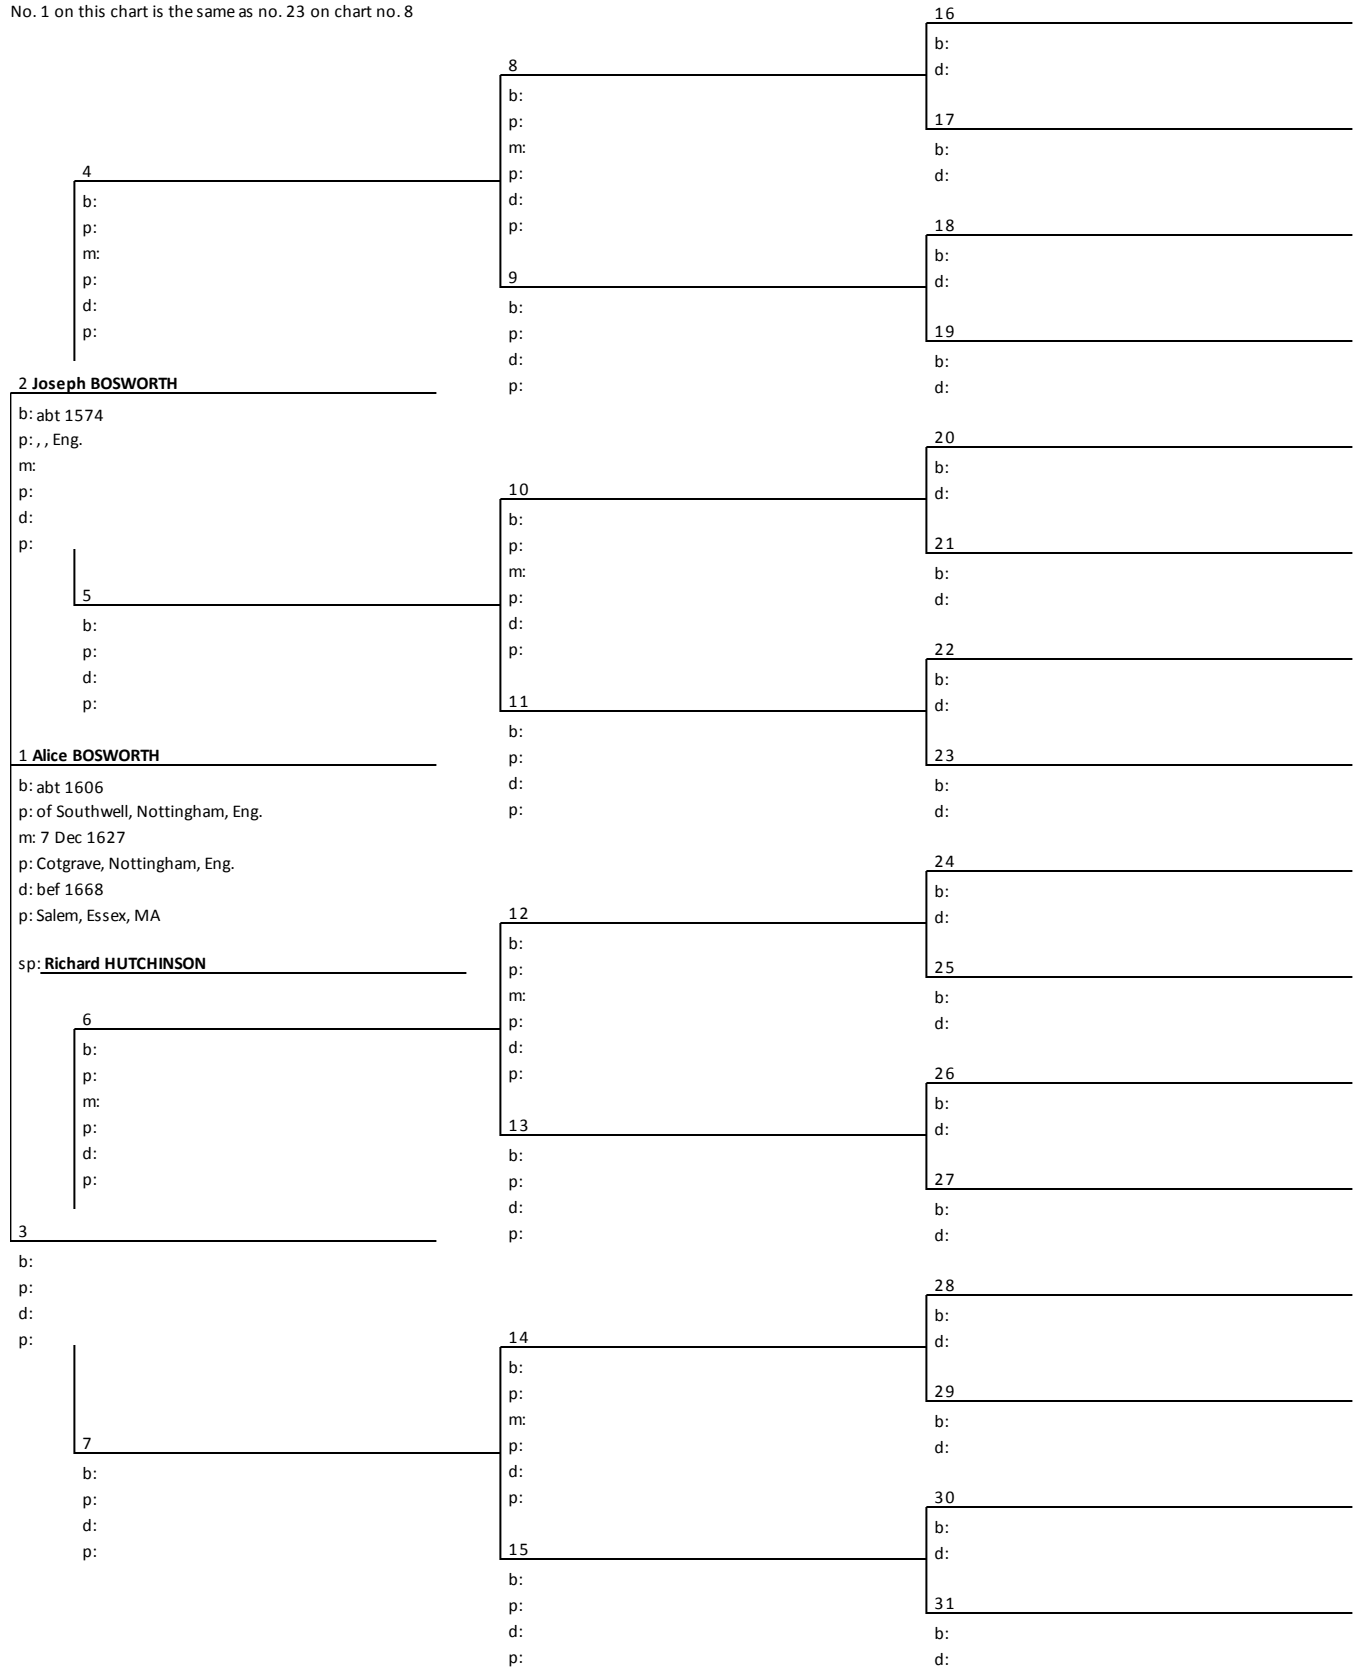 No. 1 on this chart is the same as no. 23 on chart no. 8
2 Joseph BOSWORTH
b: abt 1574
p: , , Eng.
m:
p:
d:
p:
1 Alice BOSWORTH
b: abt 1606
p: of Southwell, Nottingham, Eng.
m: 7 Dec 1627
p: Cotgrave, Nottingham, Eng.
d: bef 1668
p: Salem, Essex, MA
sp: Richard HUTCHINSON
3
b:
p:
d:
p:
4
b:
p:
m:
p:
d:
p:
5
b:
p:
d:
p:
6
b:
p:
m:
p:
d:
p:
7
b:
p:
d:
p:
8
b:
p:
m:
p:
d:
p:
9
b:
p:
d:
p:
10
b:
p:
m:
p:
d:
p:
11
b:
p:
d:
p:
12
b:
p:
m:
p:
d:
p:
13
b:
p:
d:
p:
14
b:
p:
m:
p:
d:
p:
15
b:
p:
d:
p:
16
b:
d:
17
b:
d:
18
b:
d:
19
b:
d:
20
b:
d:
21
b:
d:
22
b:
d:
23
b:
d:
24
b:
d:
25
b:
d:
26
b:
d:
27
b:
d:
28
b:
d:
29
b:
d:
30
b:
d:
31
b:
d: